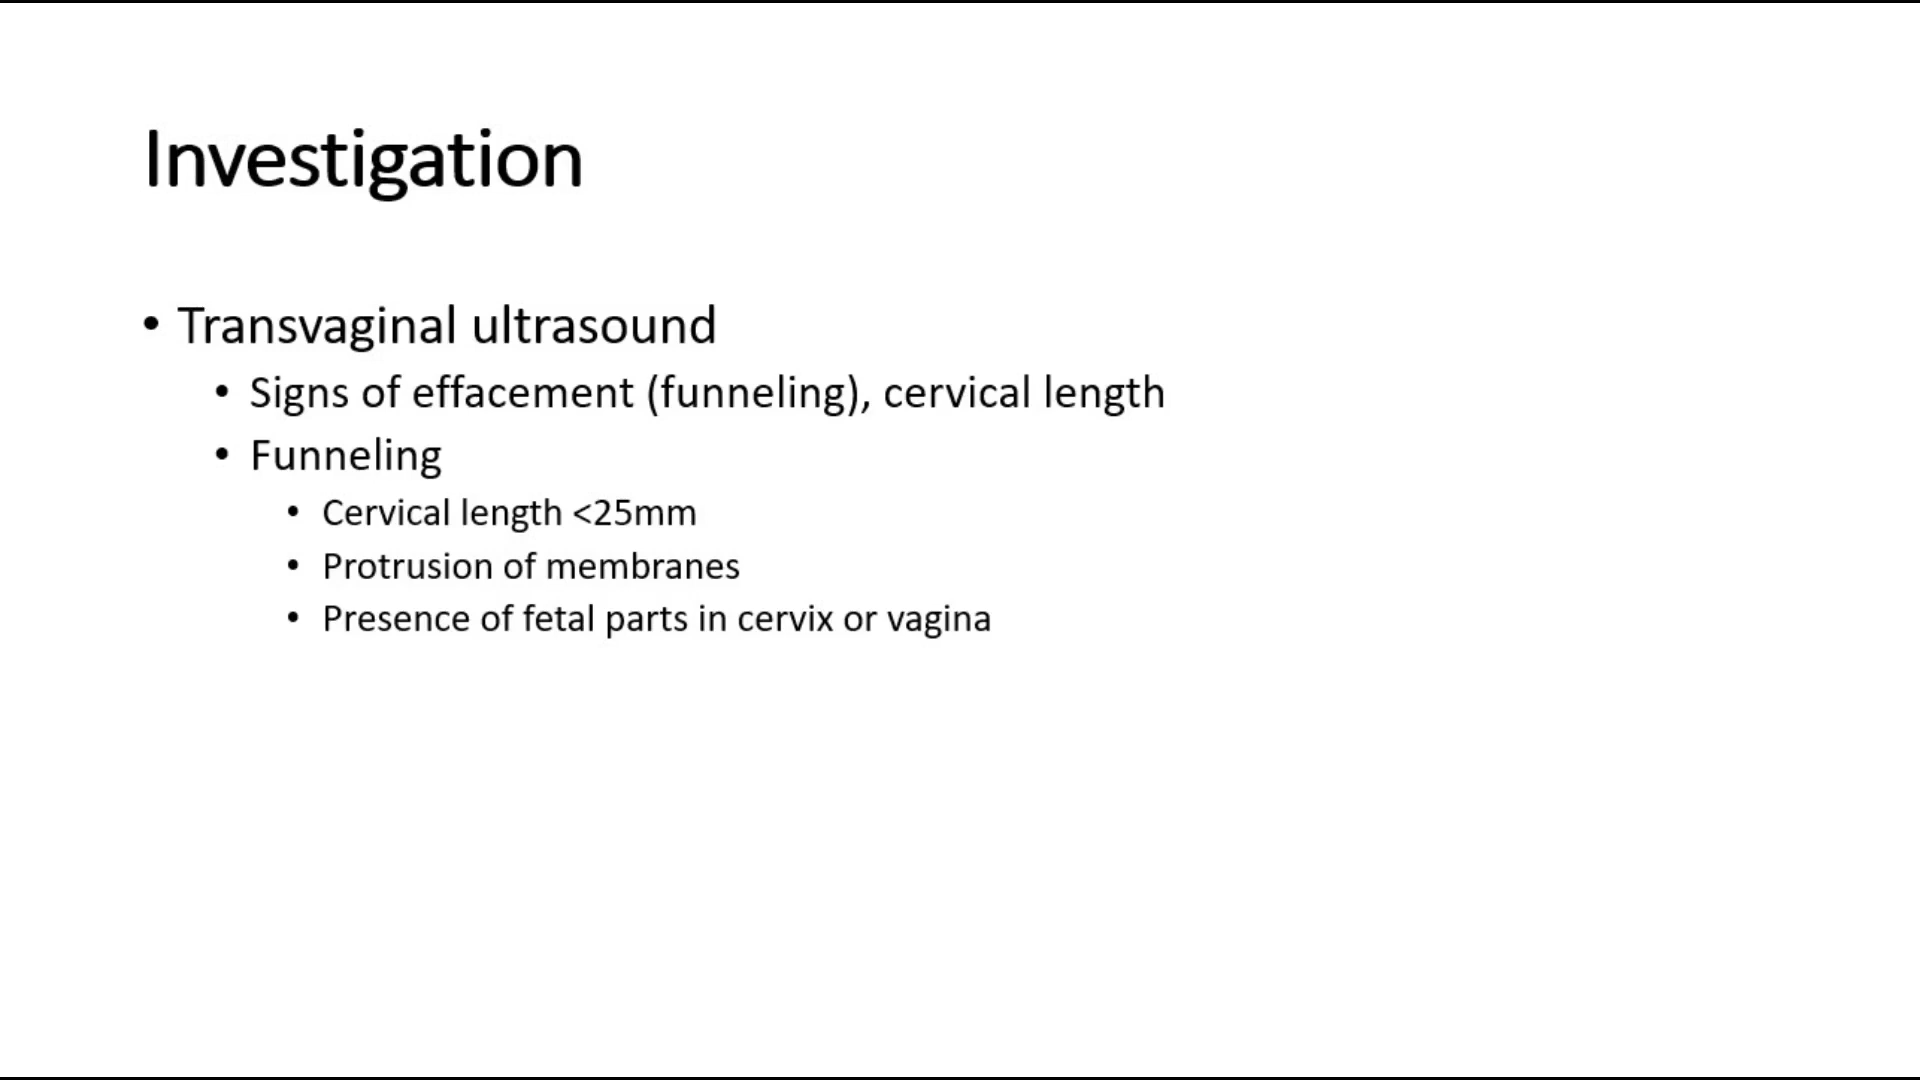 Investigation
• Transvaginal ultrasound
• Signs of effacement (funneling), cervical length
• Funneling
• Cervical length <25mm
• Protrusion of membranes
• Presence of fetal parts in cervix or vagina